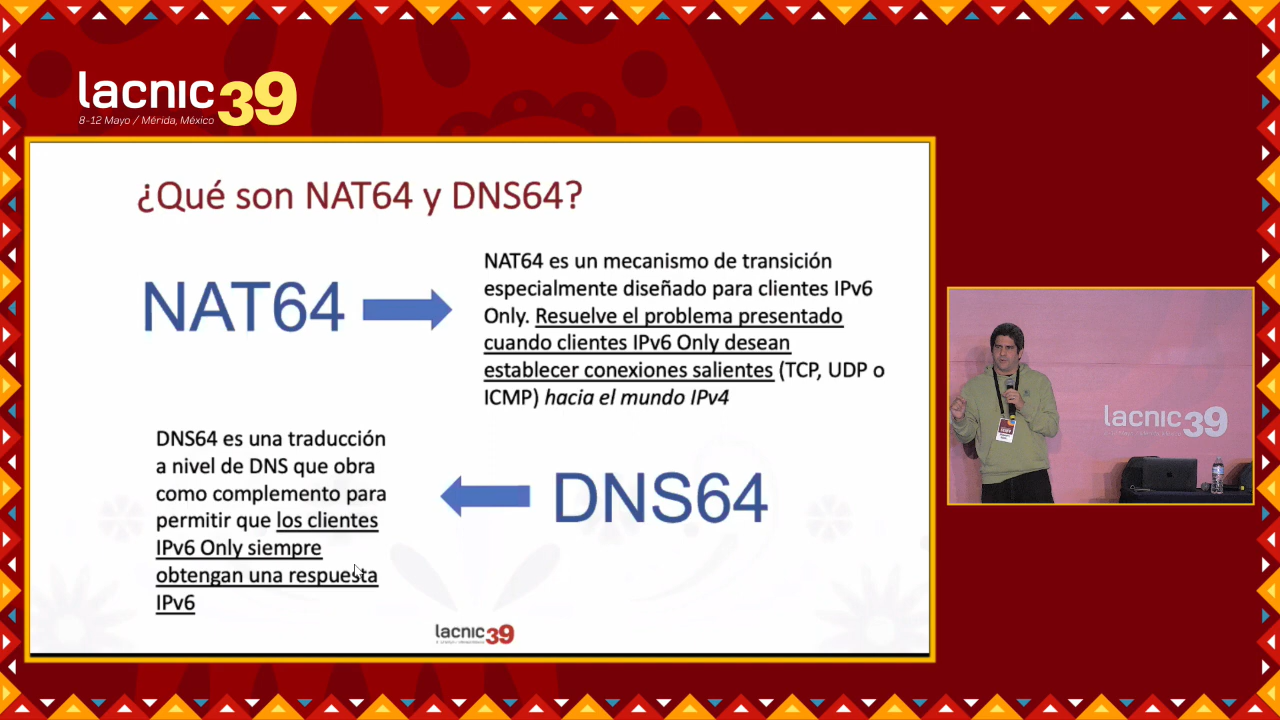 lacnic39
8-12 Mayo / Mérida, México
¿Qué son NAT64 y DNS64?
NAT64
NAT64 es un mecanismo de transición
especialmente diseñado para clientes IPv6
Only. Resuelve el problema presentado
cuando clientes IPv6 Only desean
establecer conexiones salientes (TCP, UDP o
ICMP) hacia el mundo IPv4
DNS64 es una traducción
a nivel de DNS que obra
como complemento para
permitir que los clientes
IPv6 Only siempre
obtengan una respuesta
IPv6
DNS64
lacnic39
lacnic39